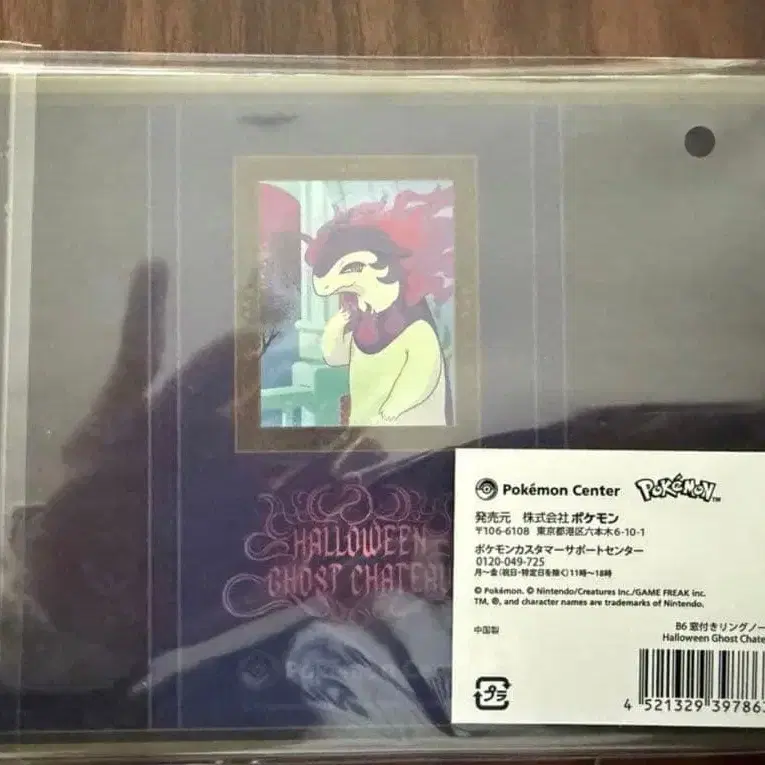 HALLOWEEN
GHOST CHATEAU
Pokémon Center POKéMON TM
発売元 株式会社ポケモン
〒106-6108 東京都港区六本木6-10-1
ポケモンカスタマーサポートセンター
0120-049-725
月~金(祝日・特定日を除く)11時~18時
© Pokémon. © Nintendo/Creatures Inc./GAME FREAK inc.
TM, ®, and character names are trademarks of Nintendo.
中国製
B6 窓付きリングノー
Halloween Ghost Chate
プラ
4 521329 39786